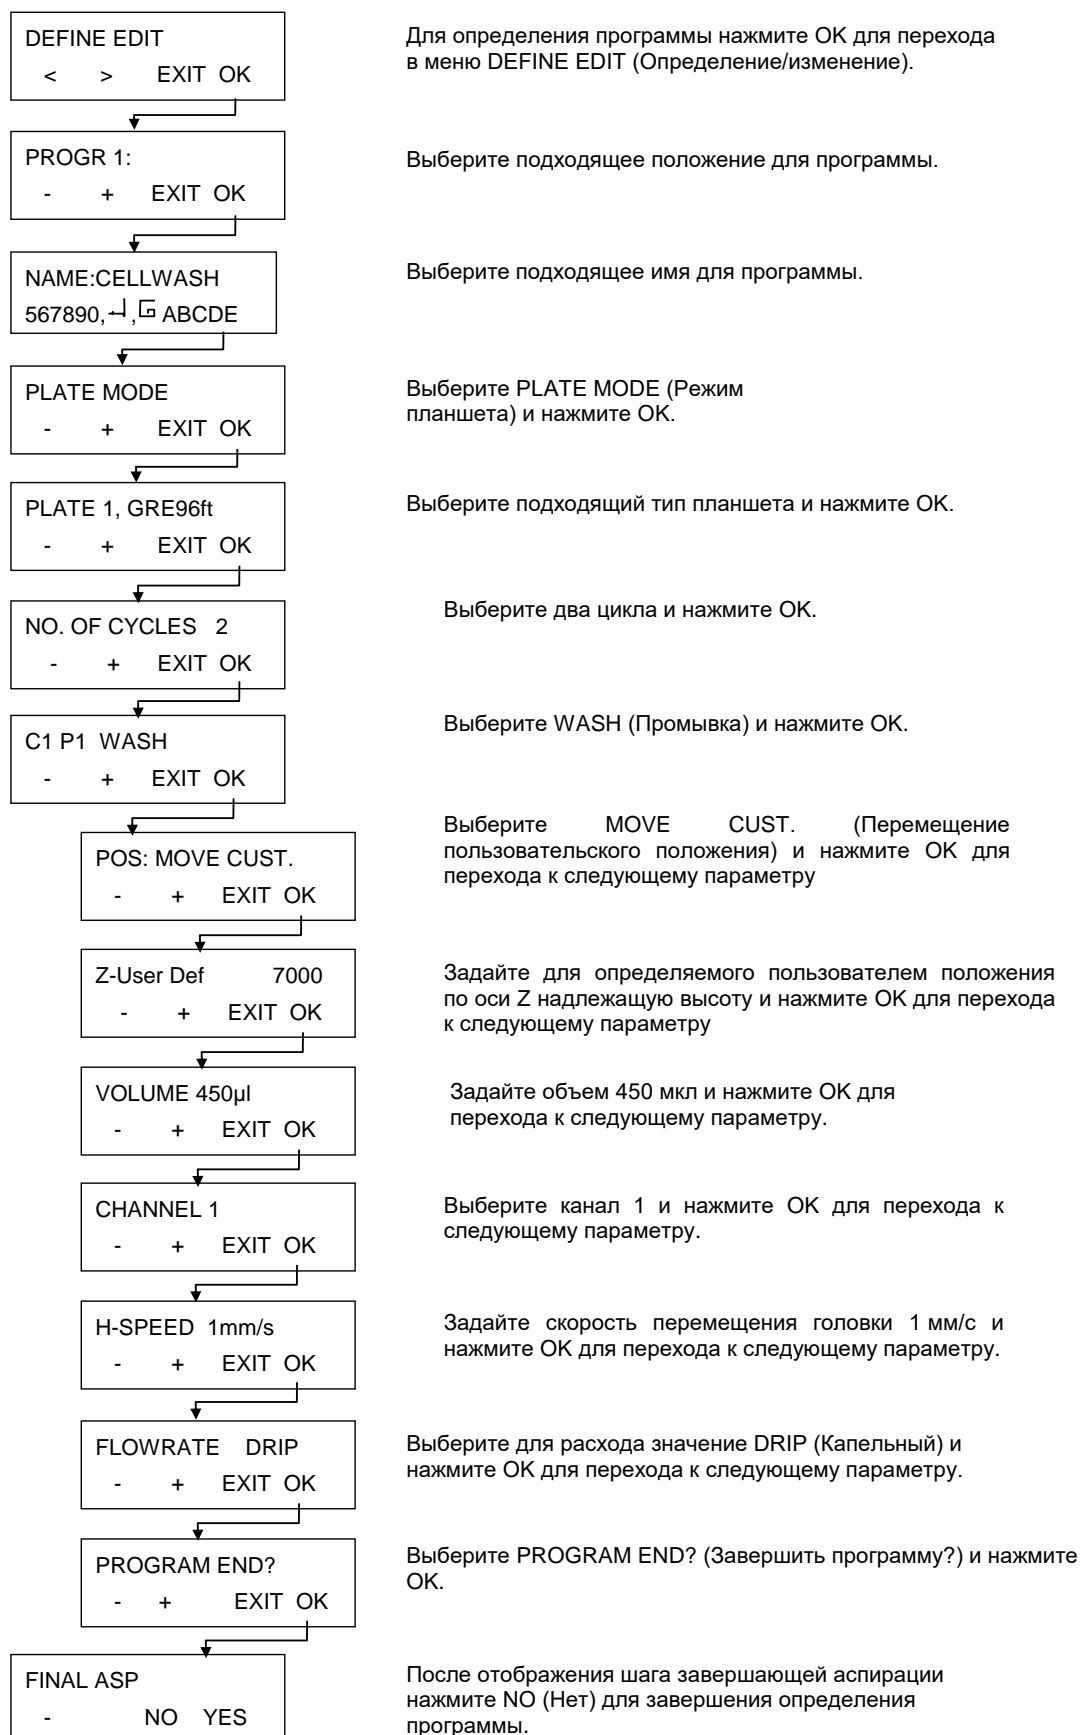 DEFINE EDIT
< > EXIT OK
Для определения программы нажмите OK для перехода
в меню DEFINE EDIT (Определение/изменение).
PROGR 1:
- + EXIT OK
Выберите подходящее положение для программы.
NAME:CELLWASH
567890, , ABCDE
Выберите подходящее имя для программы.
PLATE MODE
- + EXIT OK
Выберите PLATE MODE (Режим
планшета) и нажмите OK.
PLATE 1, GRE96ft
- + EXIT OK
Выберите подходящий тип планшета и нажмите OK.
NO. OF CYCLES 2
- + EXIT OK
Выберите два цикла и нажмите OK.
C1 P1 WASH
- + EXIT OK
Выберите WASH (Промывка) и нажмите OK.
POS: MOVE CUST.
- + EXIT OK
Выберите MOVE CUST. (Перемещение
пользовательского положения) и нажмите OK для
перехода к следующему параметру
Z-User Def 7000
- + EXIT OK
Задайте для определяемого пользователем положения
по оси Z надлежащую высоту и нажмите OK для перехода
к следующему параметру
VOLUME 450µl
- + EXIT OK
Задайте объем 450 мкл и нажмите OK для
перехода к следующему параметру.
CHANNEL 1
- + EXIT OK
Выберите канал 1 и нажмите OK для перехода к
следующему параметру.
H-SPEED 1mm/s
- + EXIT OK
Задайте скорость перемещения головки 1 мм/с и
нажмите OK для перехода к следующему параметру.
FLOWRATE DRIP
- + EXIT OK
Выберите для расхода значение DRIP (Капельный) и
нажмите OK для перехода к следующему параметру.
PROGRAM END?
- + EXIT OK
Выберите PROGRAM END? (Завершить программу?) и нажмите
OK.
FINAL ASP
- NO YES
После отображения шага завершающей аспирации
нажмите NO (Нет) для завершения определения
программы.